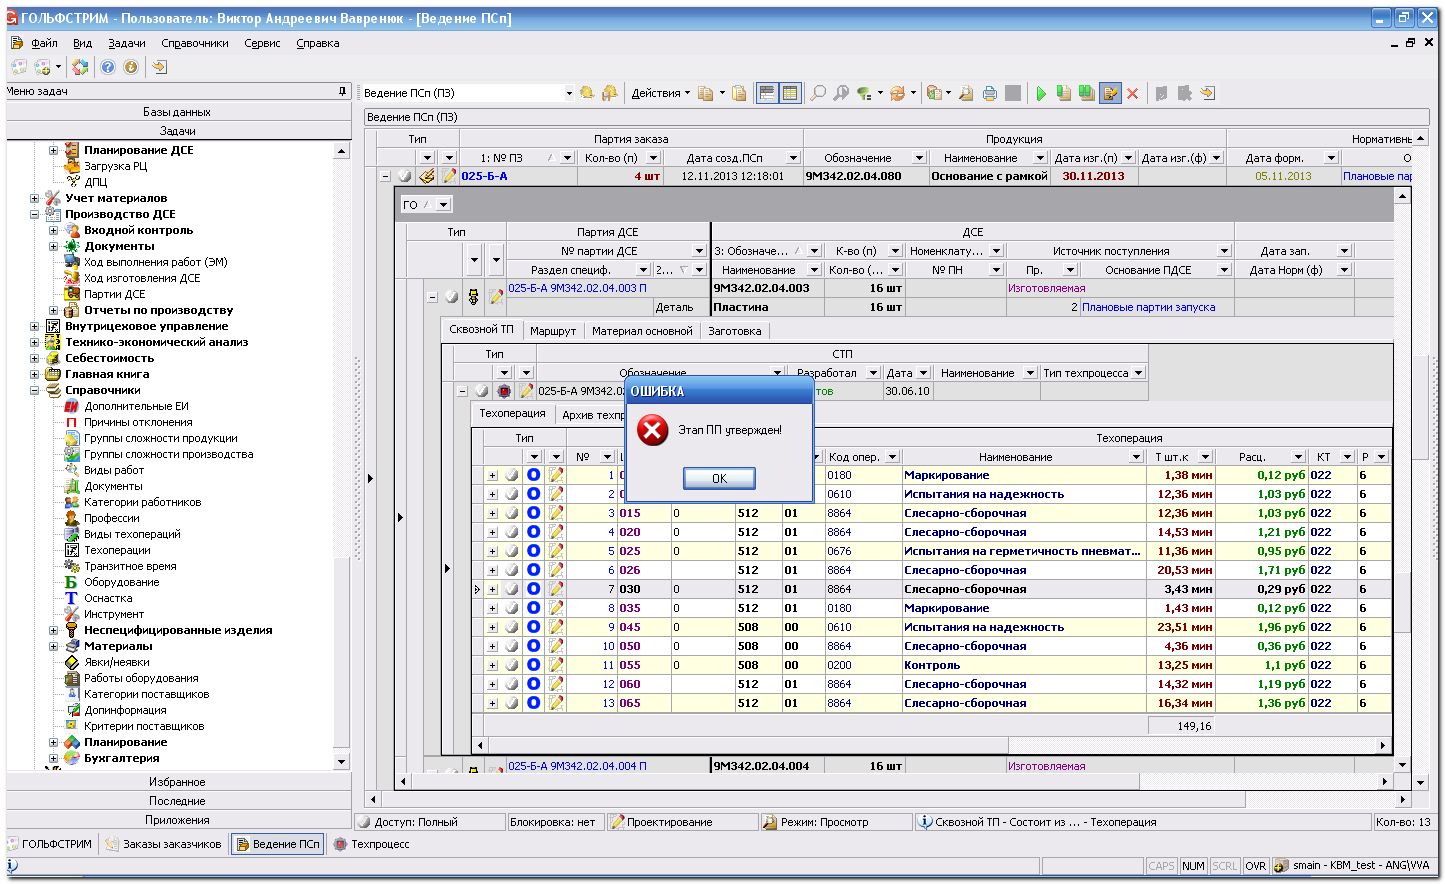 ГОЛЬФСТРИМ - Пользователь: Виктор Андреевич Вавренюк - [Ведение ПСп]
Файл Вид Задачи Справочники Сервис Справка
Меню задач
Базы данных
Задачи
Планирование ДСЕ
Загрузка РЦ
ДПЦ
Учет материалов
Производство ДСЕ
Входной контроль
Документы
Ход выполнения работ (ЭМ)
Ход изготовления ДСЕ
Партии ДСЕ
Отчеты по производству
Внутрицеховое управление
Технико-экономический анализ
Себестоимость
Главная книга
Справочники
Дополнительные ЕИ
Причины отклонения
Группы сложности продукции
Группы сложности производства
Виды работ
Документы
Категории работников
Профессии
Виды техопераций
Техоперации
Транзитное время
Оборудование
Оснастка
Инструмент
Неспецифицированные изделия
Материалы
Явки/неявки
Работы оборудования
Категории поставщиков
Допинформация
Критерии поставщиков
Планирование
Бухгалтерия
Избранное
Последние
Приложения
Ведение ПСп (ПЗ) Действия
Ведение ПСп (ПЗ)
Тип Партия заказа Продукция Нормативнь
1: № ПЗ Кол-во (п) Дата созд.ПСп Обозначение Наименование Дата изг.(п) Дата изг.(ф) Дата форм. О
025-Б-А 4 шт 12.11.2013 12:18:01 9М342.02.04.080 Основание с рамкой 30.11.2013 05.11.2013 Плановые пар
ГО
Тип Партия ДСЕ ДСЕ
№ партии ДСЕ 3: Обозначе... К-во (п) Номенклату... Источник поступления Дата зап.
Раздел специф. 2... Наименование Кол-во (... № ПН Пр. Основание ПДСЕ Дата Норм (ф)
025-Б-А 9М342.02.04.003 П 9М342.02.04.003 16 шт Изготовляемая
Деталь Пластина 16 шт 2 Плановые партии запуска
Сквозной ТП Маршрут Материал основной Заготовка
Тип СТП
Обозначение Разработал Дата Наименование Тип техпроцесса
025-Б-А 9М342.0 тов 30.06.10
Техоперация Архив техпр
Тип Техоперация
№ Код опер. Наименование Т шт.к Расц. КТ Р
1 0180 Маркирование 1,38 мин 0,12 руб 022 6
2 0610 Испытания на надежность 12,36 мин 1,03 руб 022 6
3 015 0 512 01 8864 Слесарно-сборочная 12,36 мин 1,03 руб 022 6
4 020 0 512 01 8864 Слесарно-сборочная 14,53 мин 1,21 руб 022 6
5 025 0 512 01 0676 Испытания на герметичность пневмат... 11,36 мин 0,95 руб 022 6
6 026 512 01 8864 Слесарно-сборочная 20,53 мин 1,71 руб 022 6
7 030 0 512 01 8864 Слесарно-сборочная 3,43 мин 0,29 руб 022 6
8 035 0 512 01 0180 Маркирование 1,43 мин 0,12 руб 022 6
9 045 0 508 00 0610 Испытания на надежность 23,51 мин 1,96 руб 022 6
10 050 0 508 00 8864 Слесарно-сборочная 4,36 мин 0,36 руб 022 6
11 055 0 508 00 0200 Контроль 13,25 мин 1,1 руб 022 6
12 060 512 01 8864 Слесарно-сборочная 14,32 мин 1,19 руб 022 6
13 065 512 01 8864 Слесарно-сборочная 16,34 мин 1,36 руб 022 6
149,16
025-Б-А 9М342.02.04.004 П 9М342.02.04.004 16 шт Изготовляемая
ОШИБКА
Этап ПП утвержден!
OK
Доступ: Полный Блокировка: нет Проектирование Режим: Просмотр Сквозной ТП - Состоит из ... - Техоперация Кол-во: 13
ГОЛЬФСТРИМ Заказы заказчиков Ведение ПСп Техпроцесс
CAPS NUM SCRL OVR smain - KBM_test - ANG\VVA